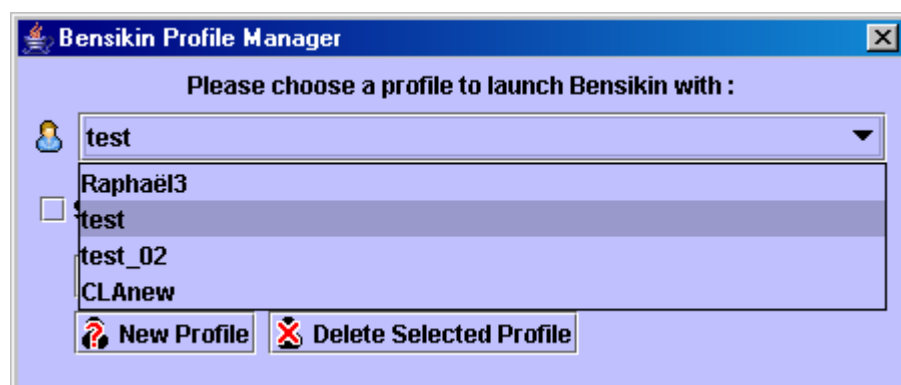 Bensikin Profile Manager
Please choose a profile to launch Bensikin with :
test
Raphaël3
test
test_02
CLAnew
New Profile Delete Selected Profile